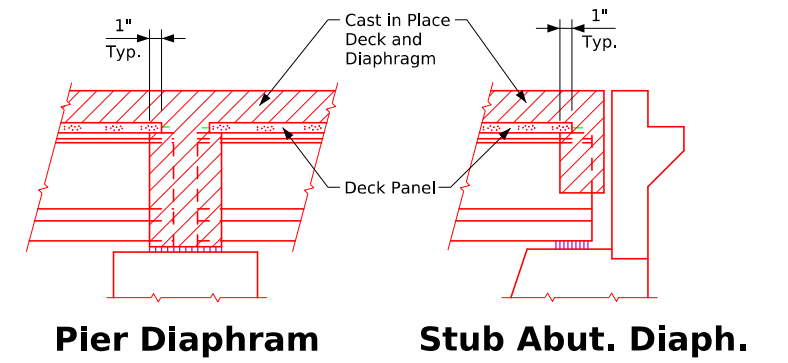 1"
Typ.
Cast in Place
Deck and
Diaphragm
1"
Typ.
Deck Panel
Pier Diaphram
Stub Abut. Diaph.